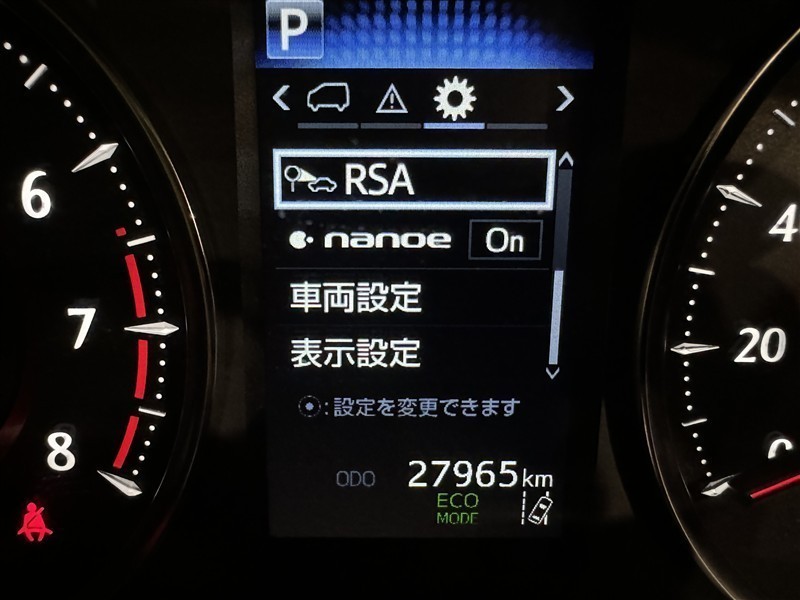 P
RSA
nanoe On
車両設定
表示設定
:設定を変更できます
ODO 27965km
ECO
MODE
6
7
8
4
20
0